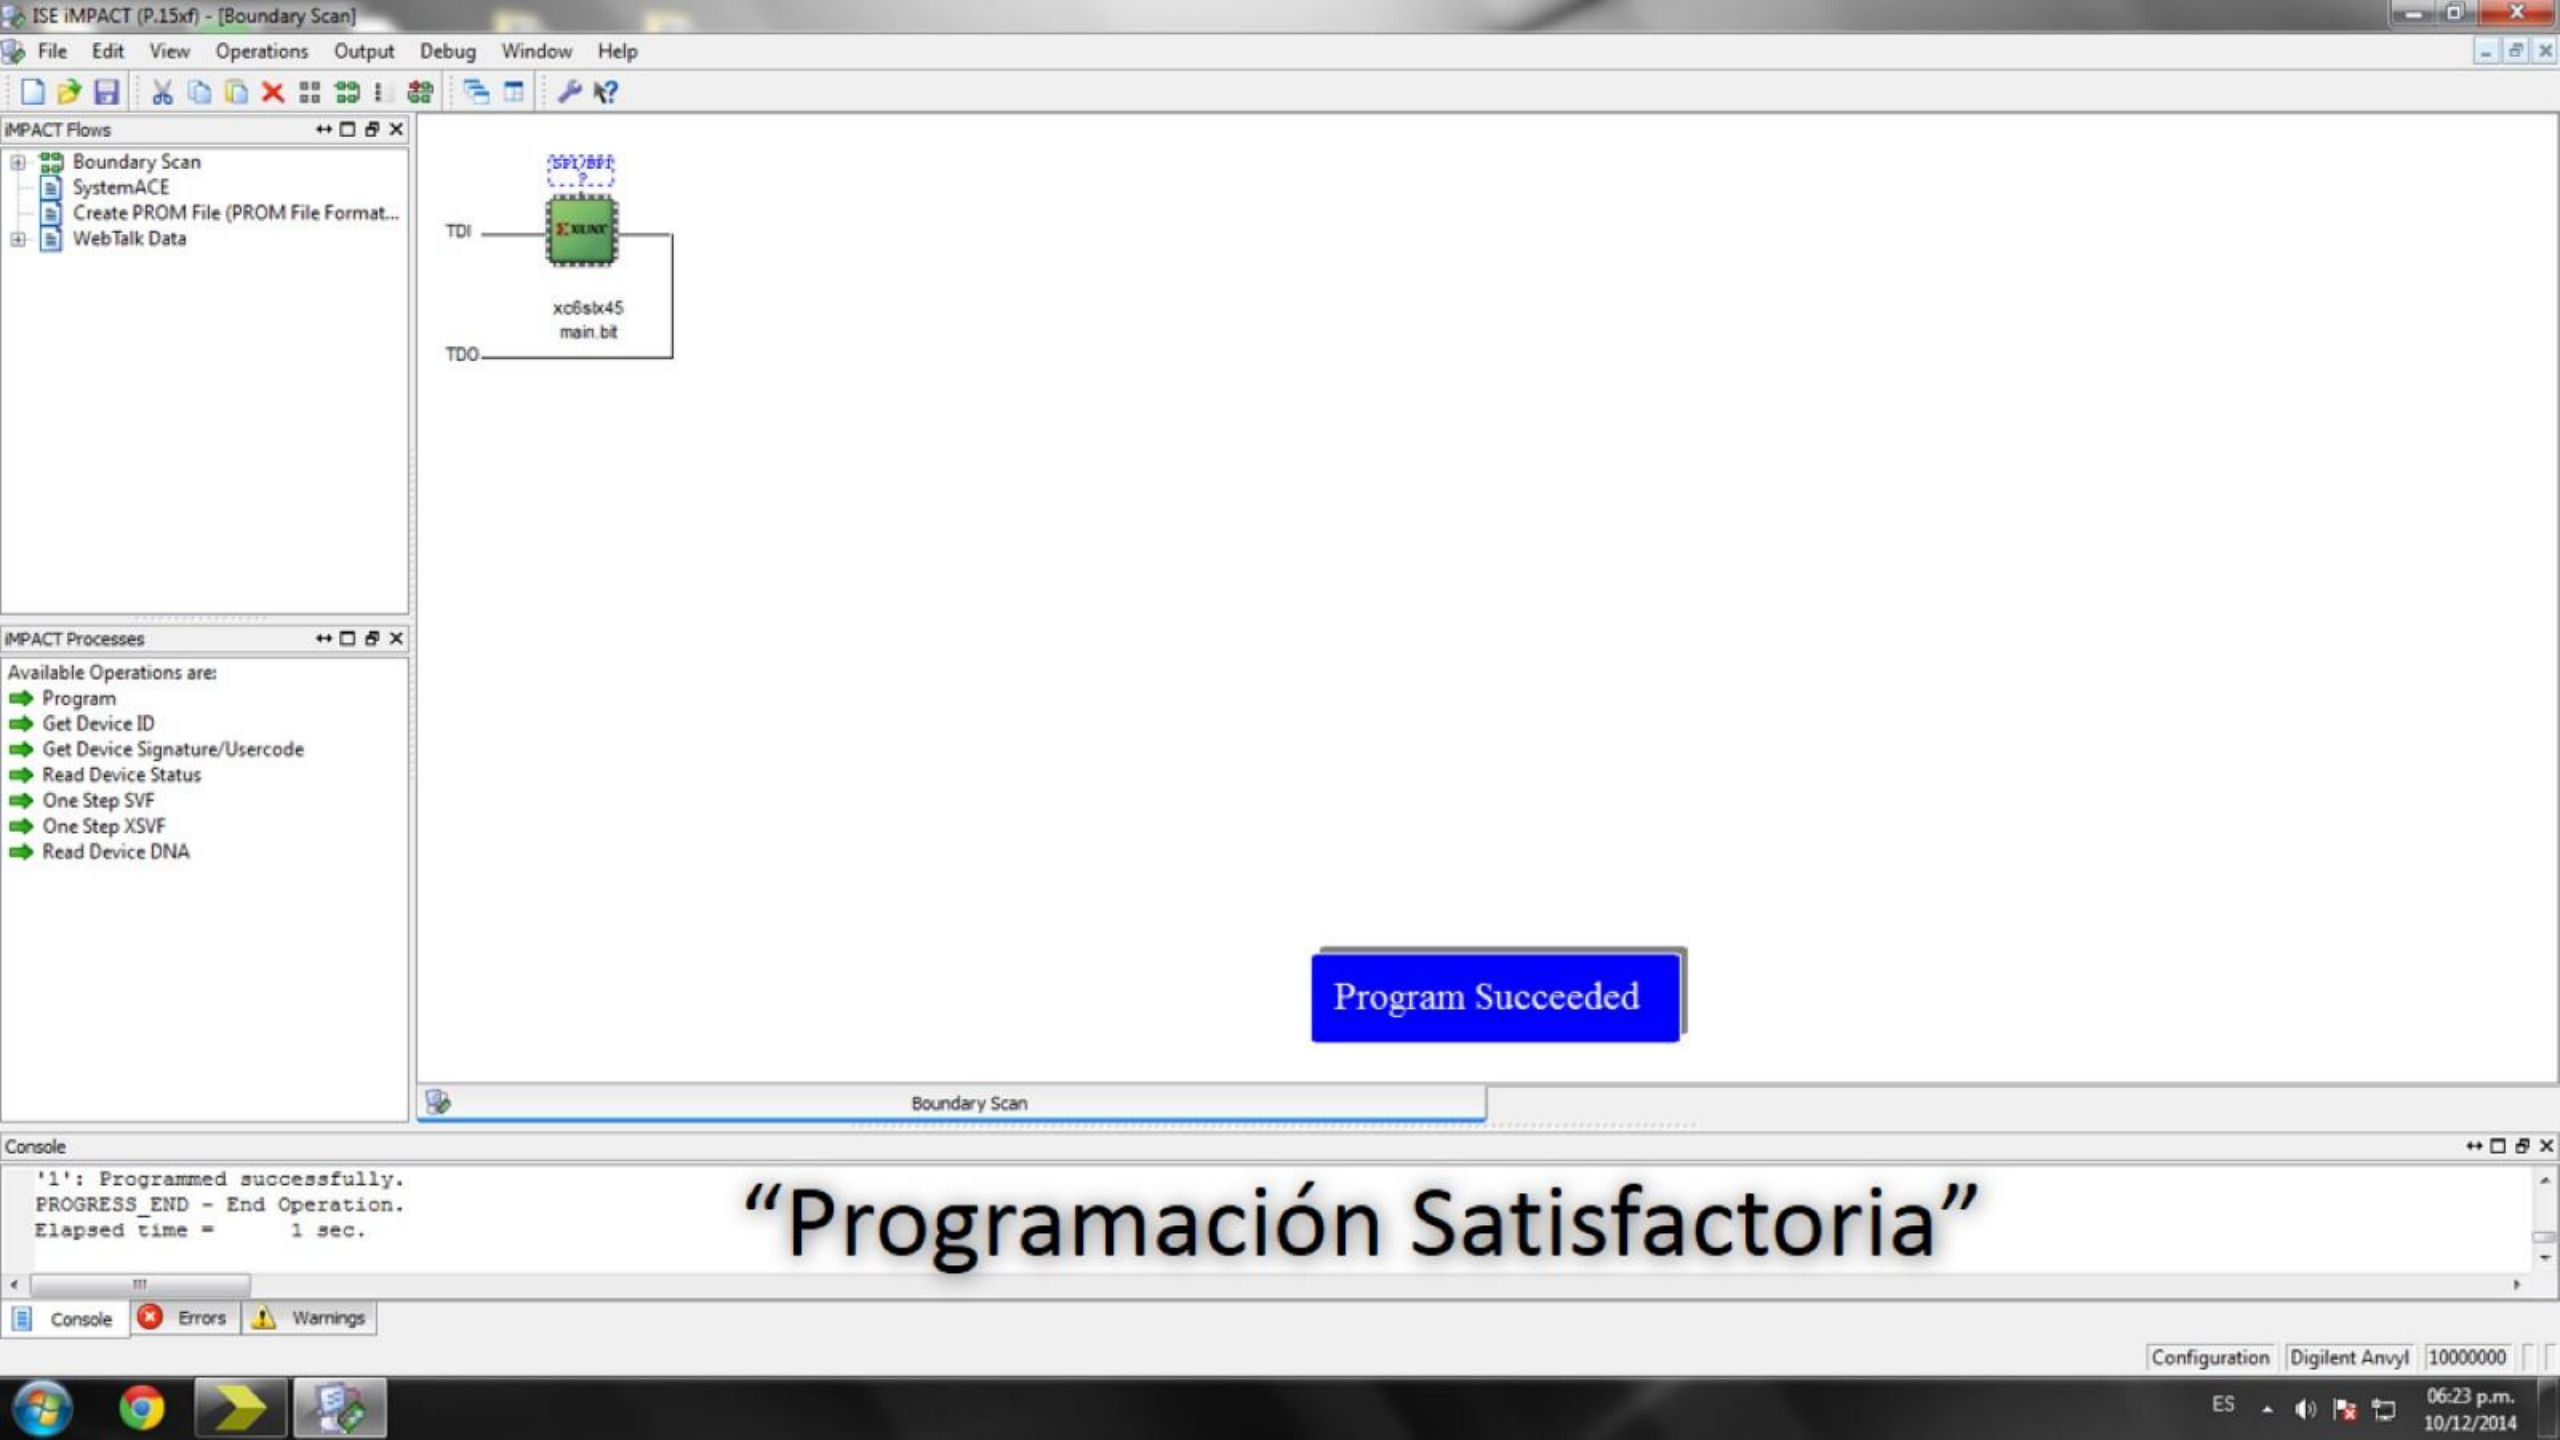 ISE iMPACT (P.15xf) - [Boundary Scan]
File Edit View Operations Output Debug Window Help
iMPACT Flows
Boundary Scan
SystemACE
Create PROM File (PROM File Format...
WebTalk Data
SPI/BPI
?
XILINX
TDI
xc6slx45
main.bit
TDO
iMPACT Processes
Available Operations are:
Program
Get Device ID
Get Device Signature/Usercode
Read Device Status
One Step SVF
One Step XSVF
Read Device DNA
Program Succeeded
Boundary Scan
Console
'1': Programmed successfully.
PROGRESS_END - End Operation.
Elapsed time =      1 sec.
“Programación Satisfactoria”
Console Errors Warnings
Configuration Digilent Anvyl 10000000
ES
06:23 p.m.
10/12/2014